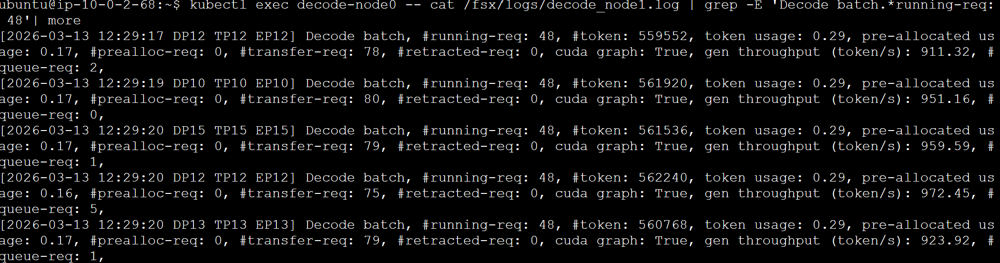 ubuntu@ip-10-0-2-68:~$ kubectl exec decode-node0 -- cat /fsx/logs/decode_node1.log | grep -E 'Decode batch.*running-req:
 48'| more
[2026-03-13 12:29:17 DP12 TP12 EP12] Decode batch, #running-req: 48, #token: 559552, token usage: 0.29, pre-allocated us
age: 0.17, #prealloc-req: 0, #transfer-req: 78, #retracted-req: 0, cuda graph: True, gen throughput (token/s): 911.32, #
queue-req: 2,
[2026-03-13 12:29:19 DP10 TP10 EP10] Decode batch, #running-req: 48, #token: 561920, token usage: 0.29, pre-allocated us
age: 0.17, #prealloc-req: 0, #transfer-req: 80, #retracted-req: 0, cuda graph: True, gen throughput (token/s): 951.16, #
queue-req: 0,
[2026-03-13 12:29:20 DP15 TP15 EP15] Decode batch, #running-req: 48, #token: 561536, token usage: 0.29, pre-allocated us
age: 0.17, #prealloc-req: 0, #transfer-req: 79, #retracted-req: 0, cuda graph: True, gen throughput (token/s): 959.59, #
queue-req: 1,
[2026-03-13 12:29:20 DP12 TP12 EP12] Decode batch, #running-req: 48, #token: 562240, token usage: 0.29, pre-allocated us
age: 0.16, #prealloc-req: 0, #transfer-req: 75, #retracted-req: 0, cuda graph: True, gen throughput (token/s): 972.45, #
queue-req: 5,
[2026-03-13 12:29:20 DP13 TP13 EP13] Decode batch, #running-req: 48, #token: 560768, token usage: 0.29, pre-allocated us
age: 0.17, #prealloc-req: 0, #transfer-req: 79, #retracted-req: 0, cuda graph: True, gen throughput (token/s): 923.92, #
queue-req: 1,